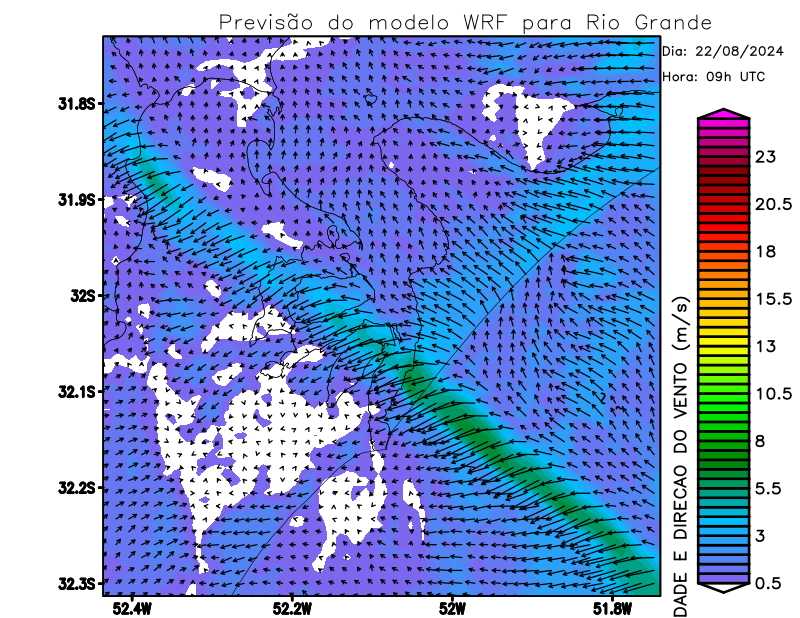 Previsão do modelo WRF para Rio Grande
Dia: 22/08/2024
Hora: 09h UTC
31.8S
31.9S
32S
32.1S
32.2S
32.3S
52.4W
52.2W
52W
51.8W
23
20.5
18
15.5
13
10.5
8
5.5
3
0.5
DADE E DIRECAO DO VENTO (m/s)
2